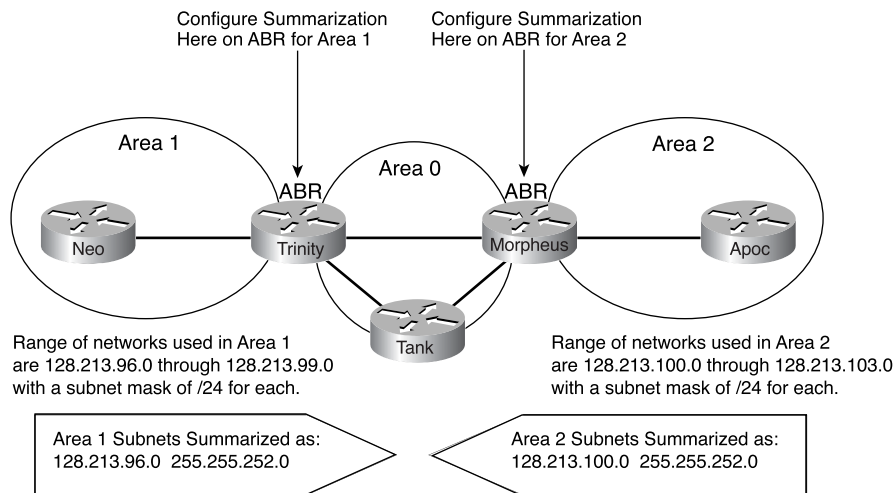 Configure Summarization
Here on ABR for Area 1
Configure Summarization
Here on ABR for Area 2
Area 1
Area 0
Area 2
ABR
ABR
Neo
Trinity
Morpheus
Apoc
Tank
Range of networks used in Area 1
are 128.213.96.0 through 128.213.99.0
with a subnet mask of /24 for each.
Range of networks used in Area 2
are 128.213.100.0 through 128.213.103.0
with a subnet mask of /24 for each.
Area 1 Subnets Summarized as:
128.213.96.0 255.255.252.0
Area 2 Subnets Summarized as:
128.213.100.0 255.255.252.0